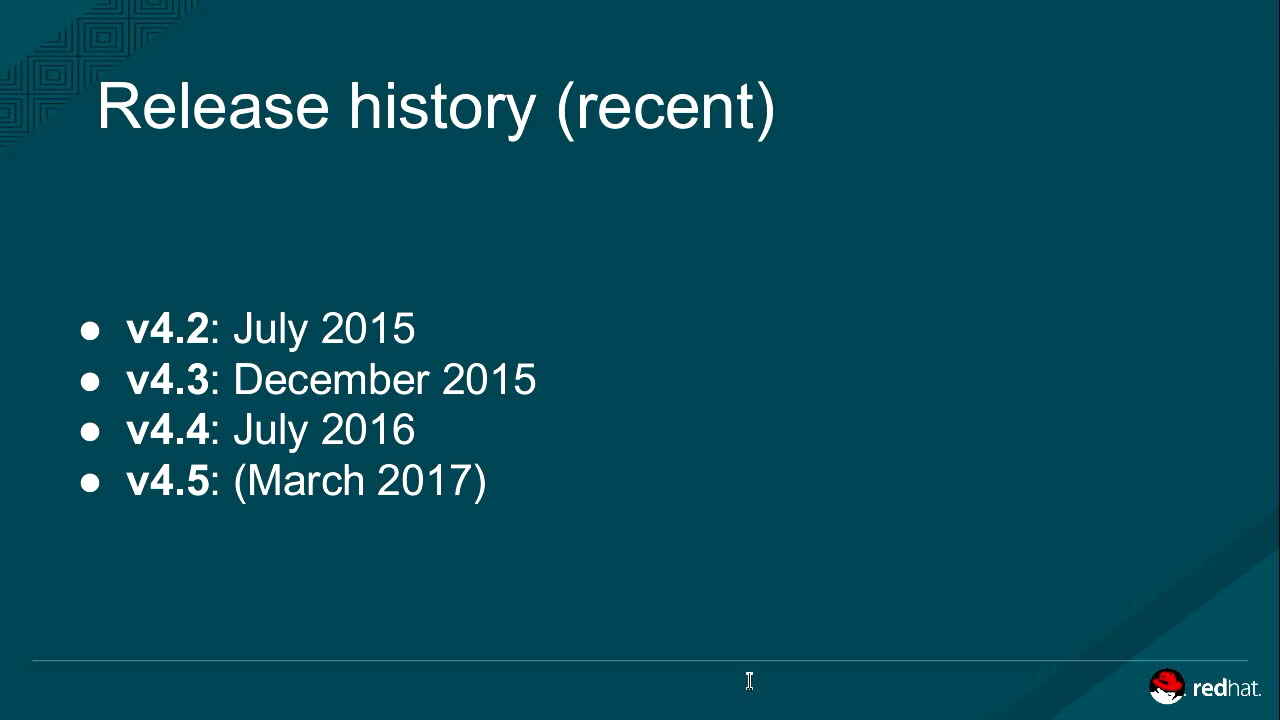 Release history (recent)
● v4.2: July 2015
● v4.3: December 2015
● v4.4: July 2016
● v4.5: (March 2017)
redhat.